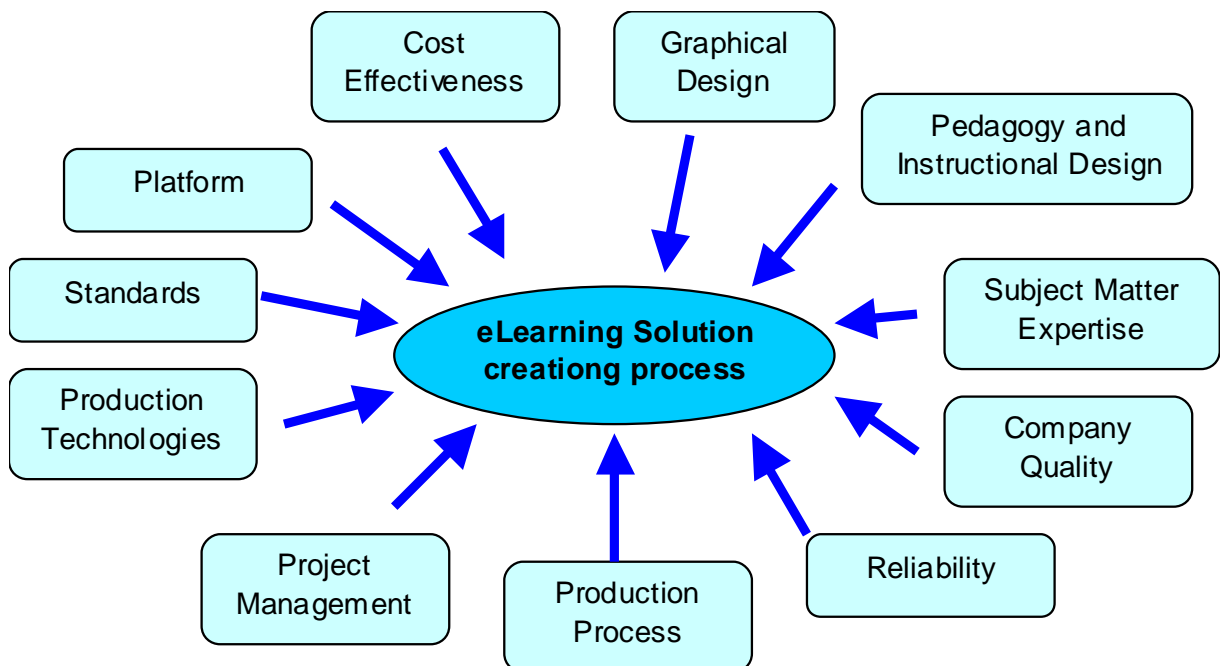 Cost
Effectiveness
Graphical
Design
Pedagogy and
Instructional Design
Platform
Standards
Subject Matter
Expertise
eLearning Solution
creationg process
Production
Technologies
Company
Quality
Project
Management
Production
Process
Reliability